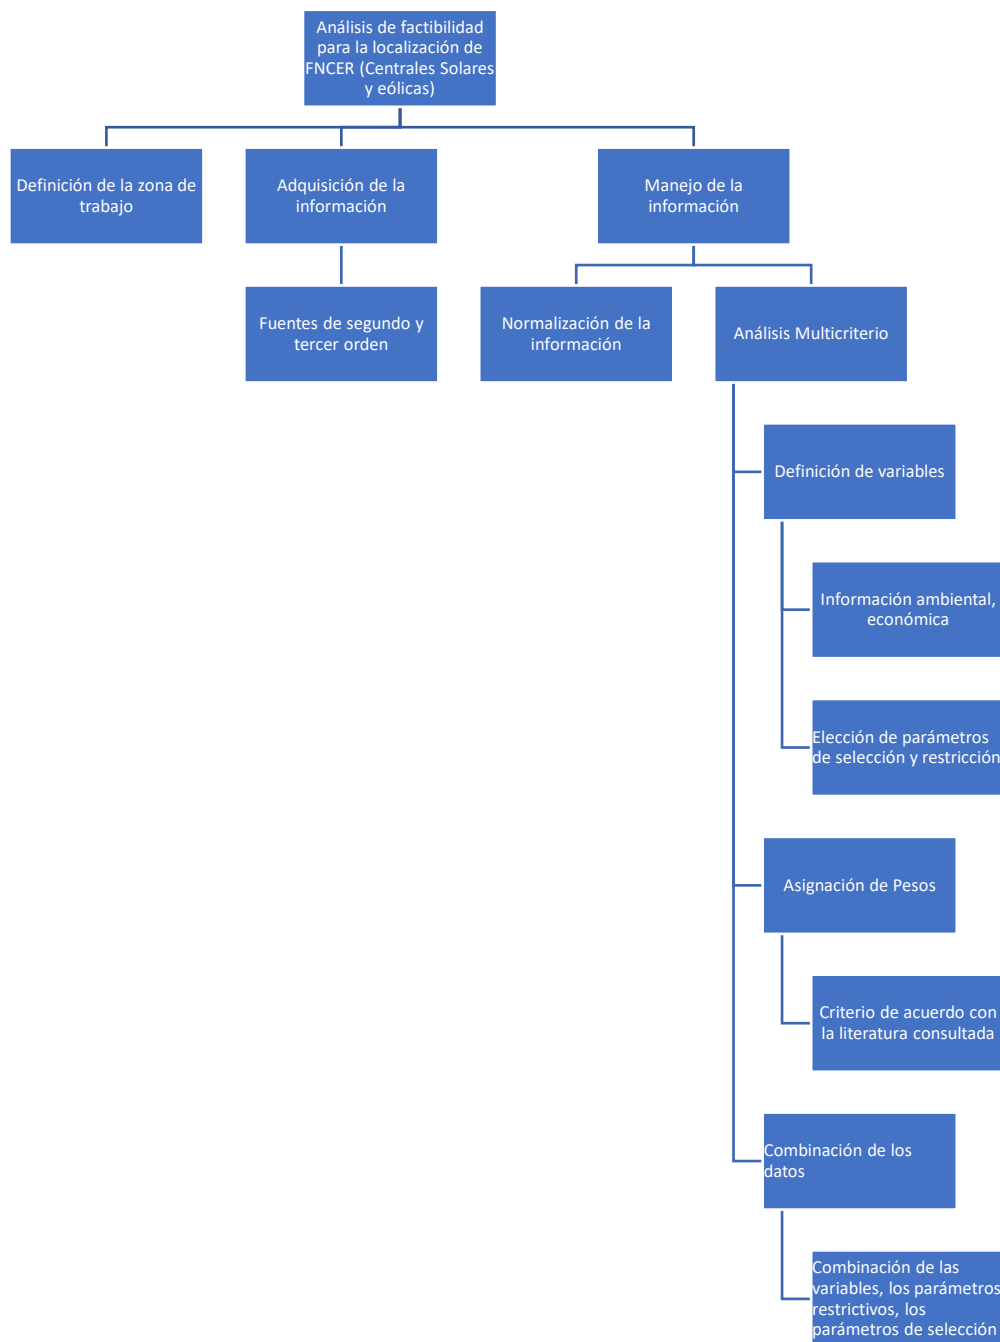 Análisis de factibilidad
para la localización de
FNCER (Centrales Solares
y eólicas)
Definición de la zona de
trabajo
Adquisición de la
información
Manejo de la
información
Fuentes de segundo y
tercer orden
Normalización de la
información
Análisis Multicriterio
Definición de variables
Información ambiental,
económica
Elección de parámetros
de selección y restricción
Asignación de Pesos
Criterio de acuerdo con
la literatura consultada
Combinación de los
datos
Combinación de las
variables, los parámetros
restrictivos, los
parámetros de selección